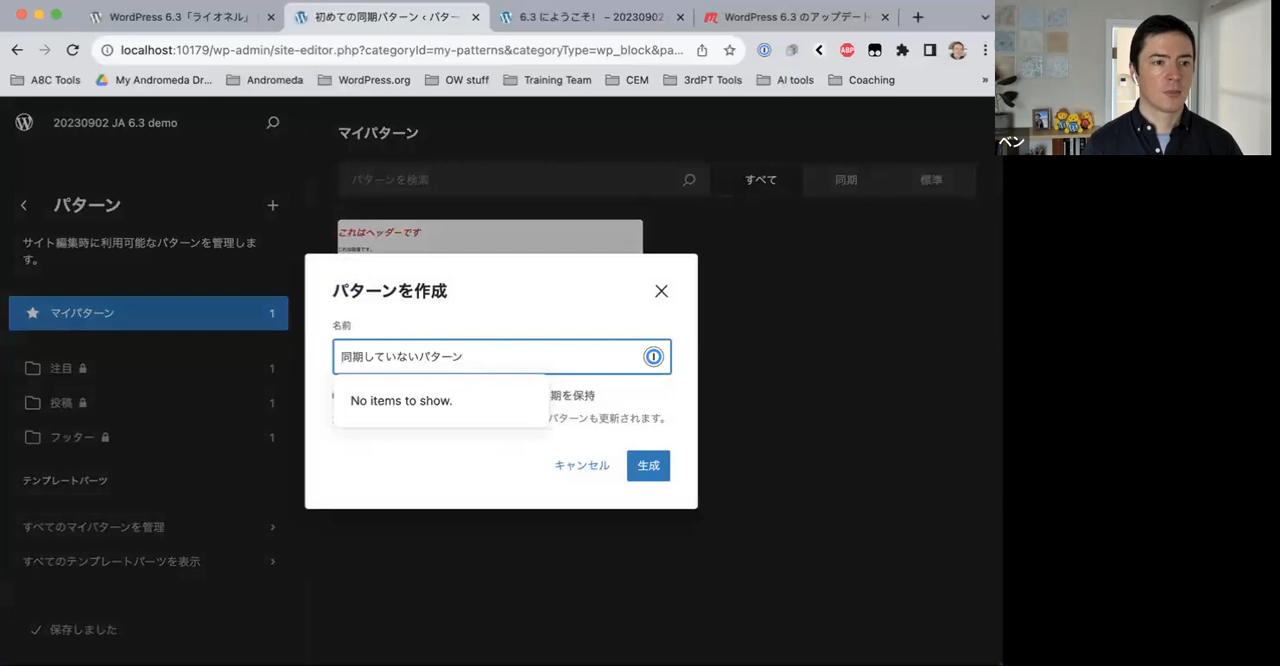 WordPress 6.3「ライオネル」
初めての同期パターン ‹ パター
6.3 にようこそ! – 20230902
WordPress 6.3 のアップデート
localhost:10179/wp-admin/site-editor.php?categoryId=my-patterns&categoryType=wp_block&pa...
ABP
A8C Tools
My Andromeda Dr...
Andromeda
WordPress.org
OW stuff
Training Team
CEM
3rdPT Tools
AI tools
Coaching
»
ベン
20230902 JA 6.3 demo
パターン
サイト編集時に利用可能なパターンを管理しま
す。
マイパターン 1
注目 1
投稿 1
フッター 1
テンプレートパーツ
すべてのマイパターンを管理
すべてのテンプレートパーツを表示
保存しました
マイパターン
パターンを検索
すべて
同期
標準
これはヘッダーです
これは段落です。
パターンを作成
名前
同期していないパターン
No items to show.
期を保持
パターンも更新されます。
キャンセル
生成